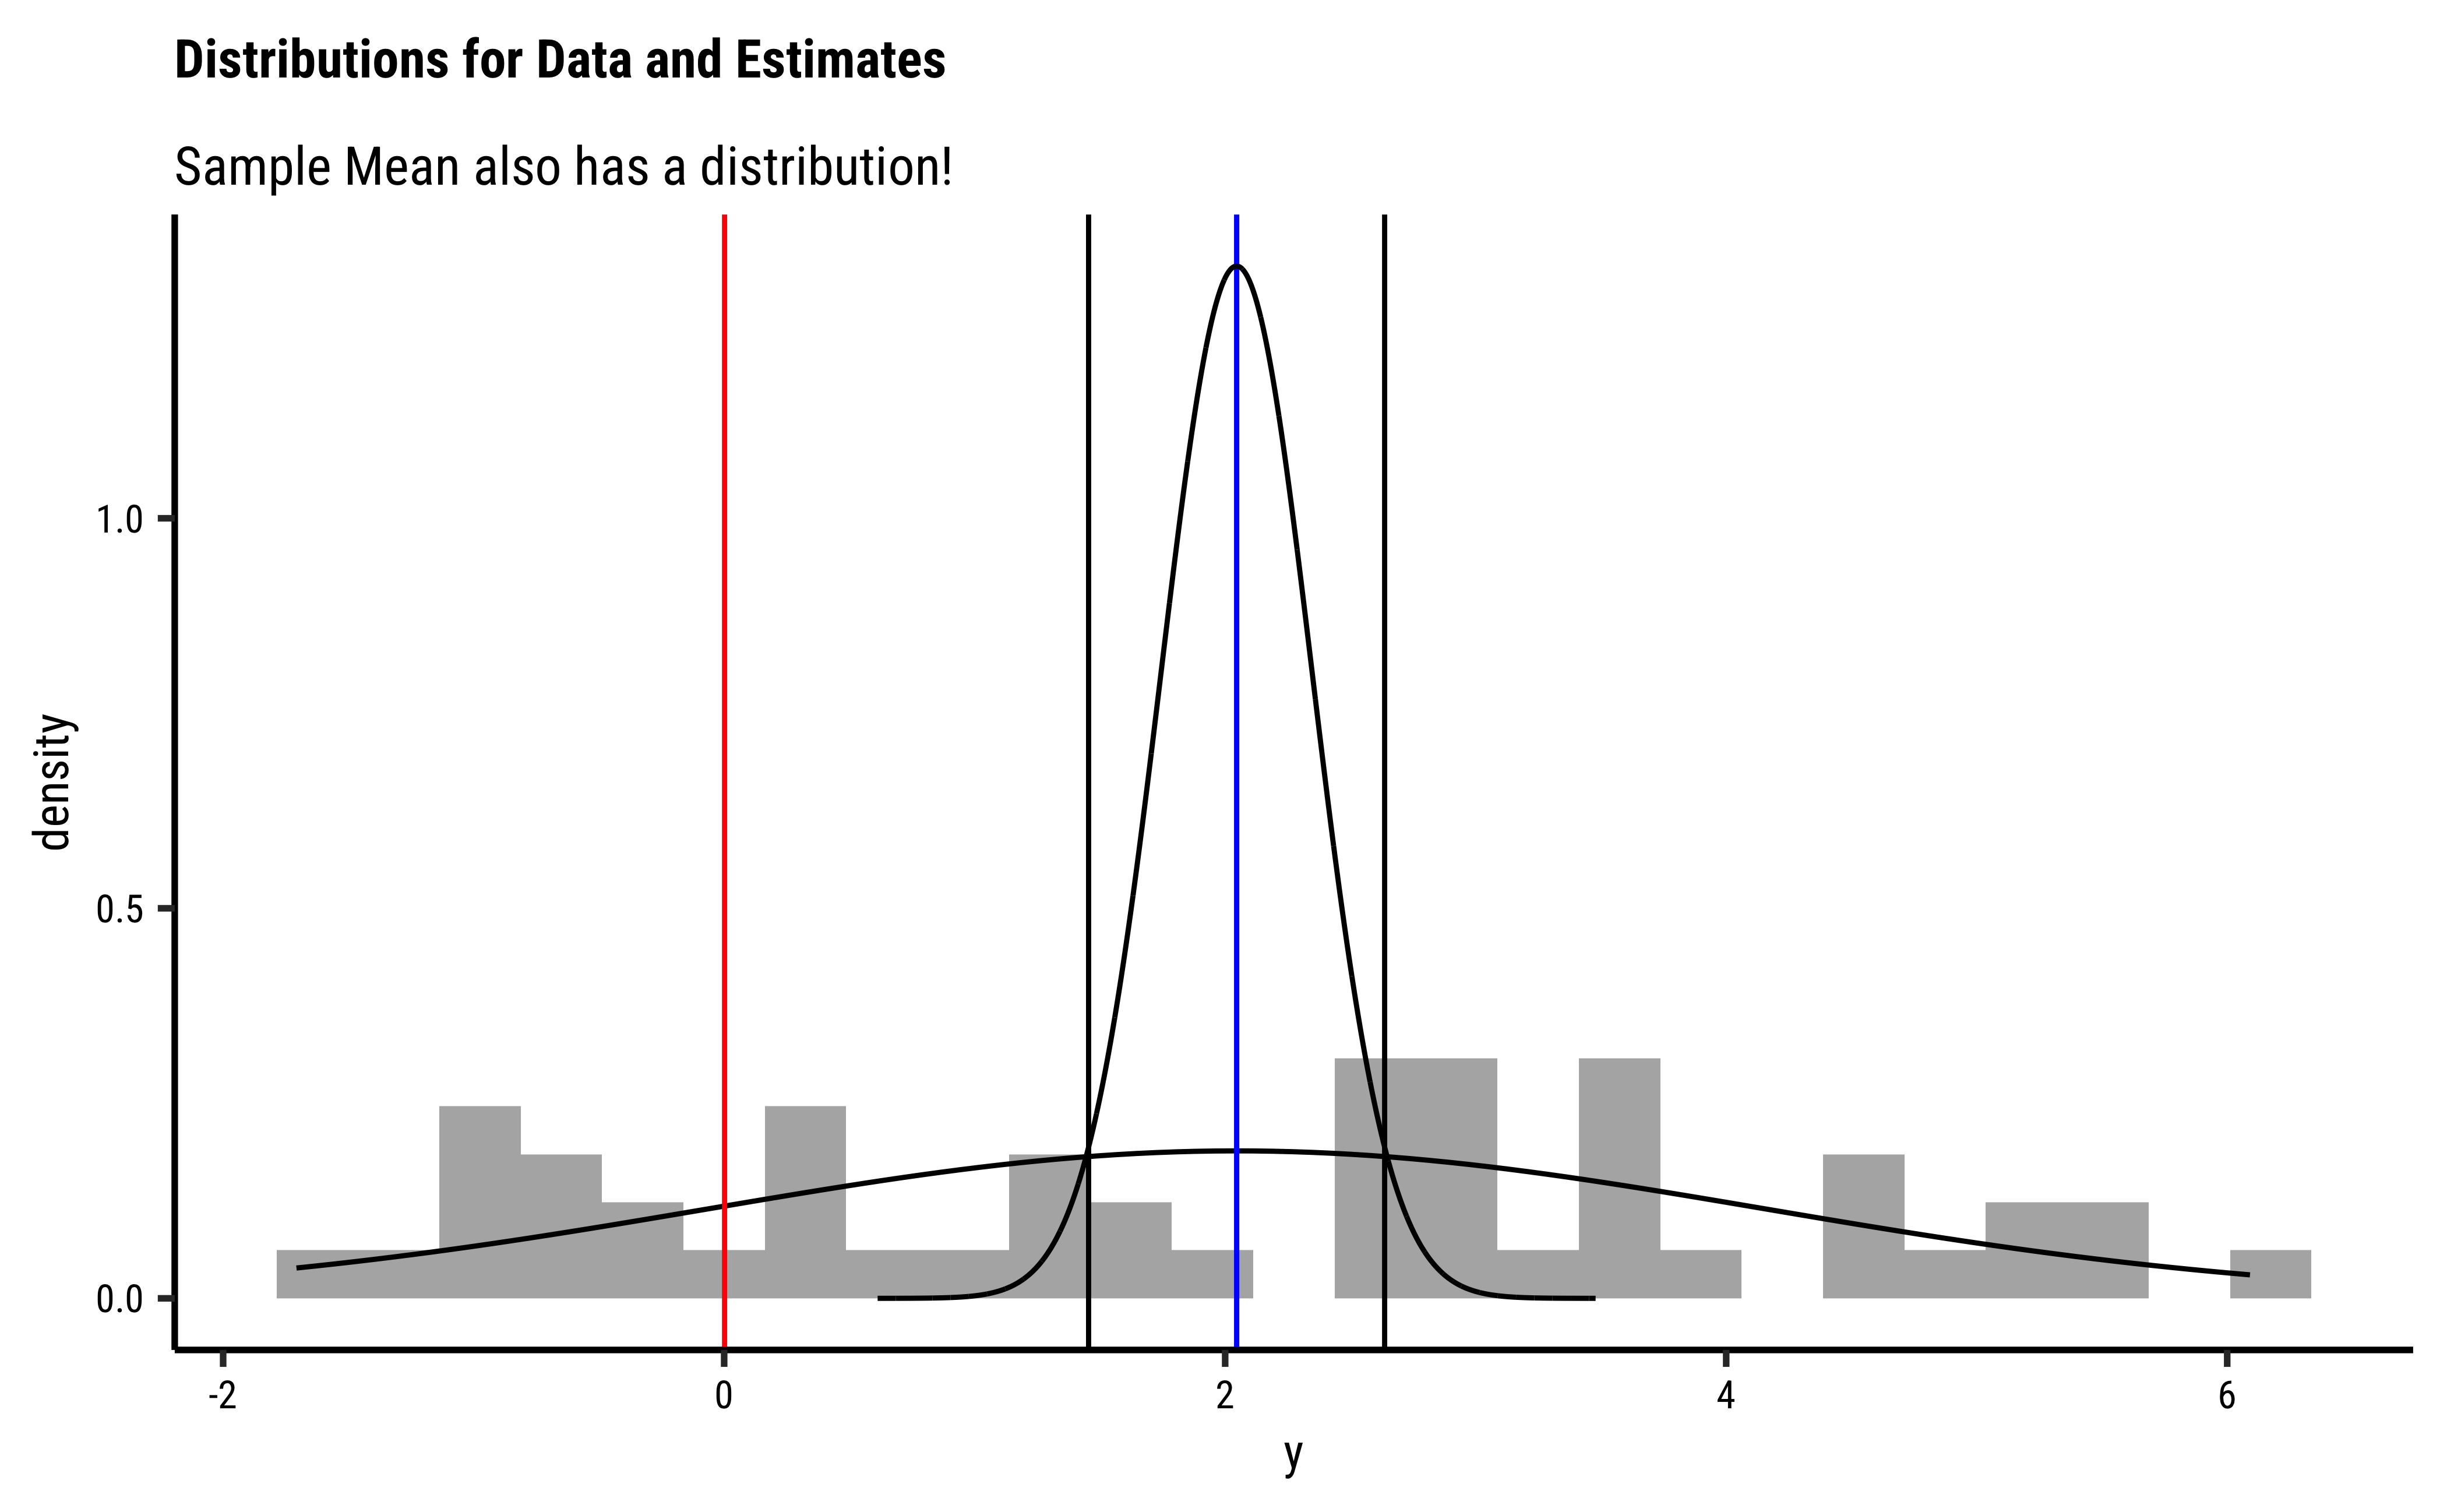 Distributions for Data and Estimates
Sample Mean also has a distribution!
density
1.0
0.5
0.0
-2
0
2
4
6
y